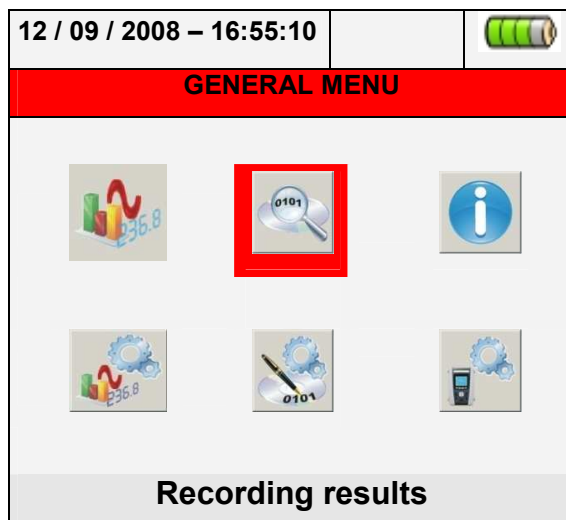 12 / 09 / 2008 – 16:55:10
GENERAL MENU
236.8
0101
236.8
0101
Recording results